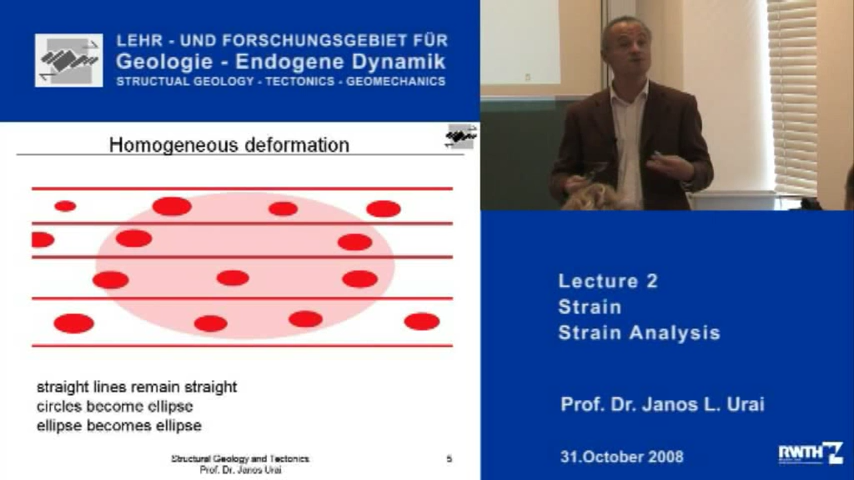 LEHR - UND FORSCHUNGSGEBIET FÜR
Geologie - Endogene Dynamik
STRUCTUAL GEOLOGY - TECTONICS - GEOMECHANICS
Homogeneous deformation
straight lines remain straight
circles become ellipse
ellipse becomes ellipse
Structural Geology and Tectonics
Prof. Dr. Janos Urai
5
Lecture 2
Strain
Strain Analysis
Prof. Dr. Janos L. Urai
31.October 2008
RWTH